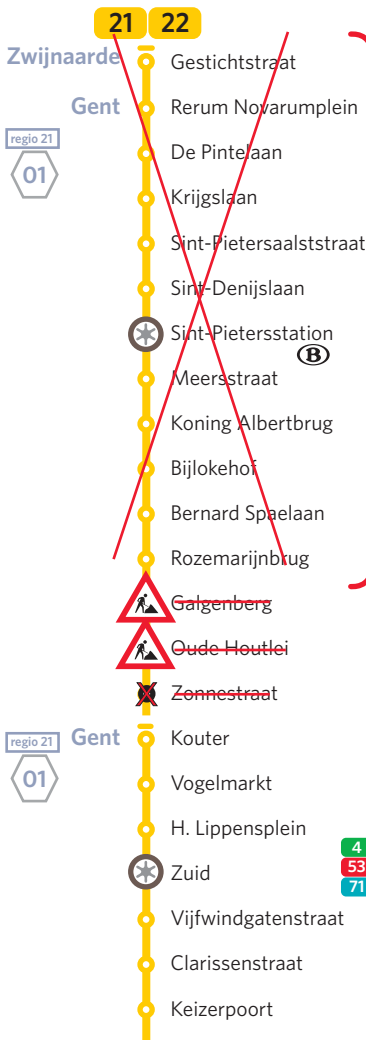 21 22
Zwijnaarde Gestichtstraat
Gent Rerum Novarumplein
regio 21
De Pintelaan
01
Krijgslaan
Sint-Pietersaalststraat
Sint-Denijslaan
Sint-Pietersstation
B
Meersstraat
Koning Albertbrug
Bijlokehof
Bernard Spaelaan
Rozemarijnbrug
Galgenberg
Oude Houtlei
Zonnestraat
Gent Kouter
regio 21
01
Vogelmarkt
H. Lippensplein
4
Zuid 53
71
Vijfwindgatenstraat
Clarissenstraat
Keizerpoort